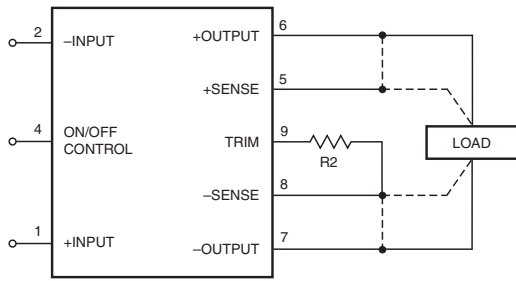 2
–INPUT
4
ON/OFF
CONTROL
1
+INPUT
+OUTPUT
6
+SENSE
5
TRIM
9
R2
–SENSE
8
–OUTPUT
7
LOAD